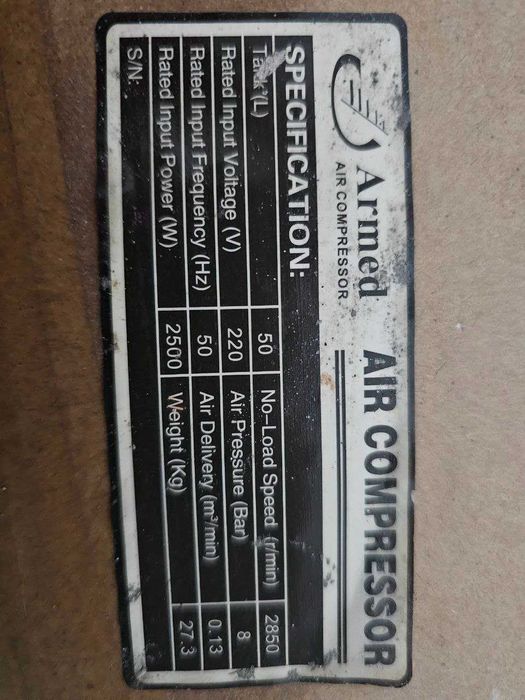 Armed
AIR COMPRESSOR
AIR COMPRESSOR
SPECIFICATION:
Tank (L) 50 No-Load Speed (r/min) 2850
Rated Input Voltage (V) 220 Air Pressure (Bar) 8
Rated Input Frequency (Hz) 50 Air Delivery (m³/min) 0.13
Rated Input Power (W) 2500 Weight (Kg) 27.3
S/N: